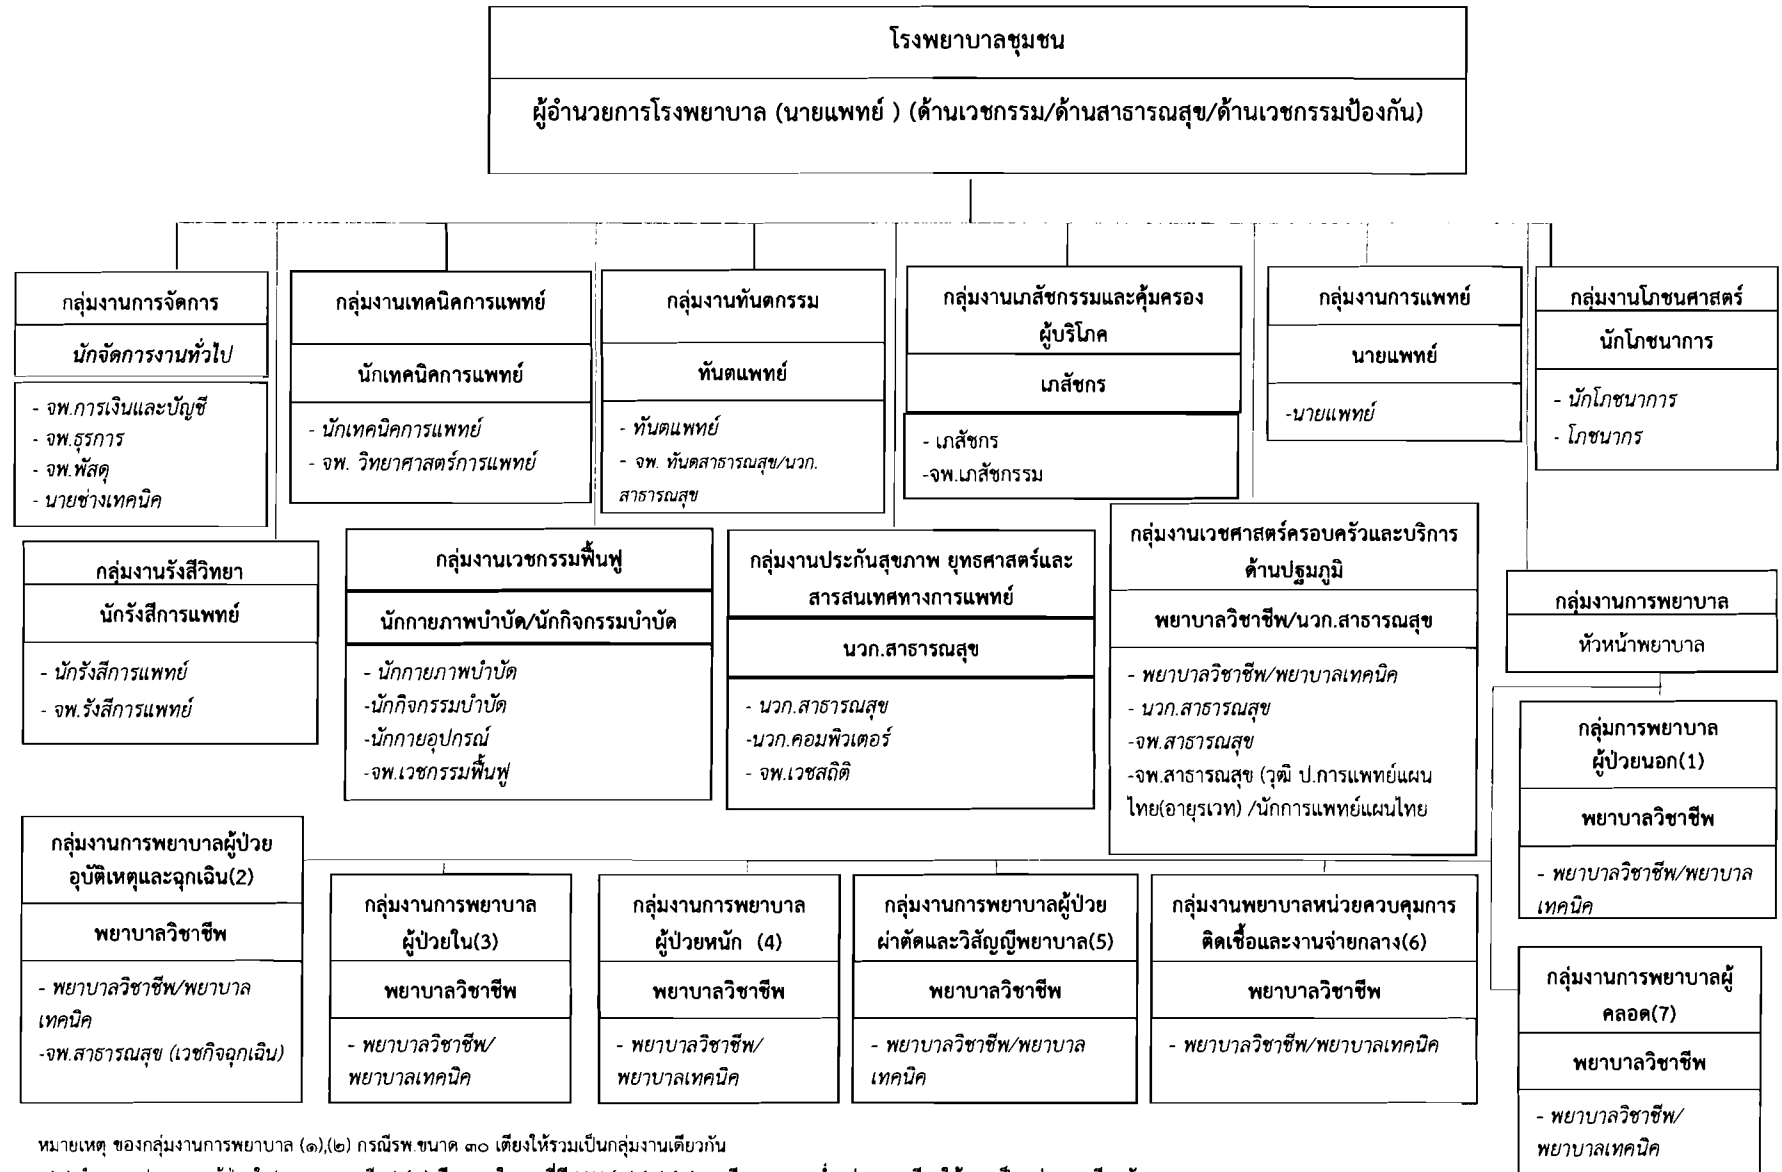 โรงพยาบาลชุมชน
ผู้อำนวยการโรงพยาบาล (นายแพทย์ ) (ด้านเวชกรรม/ด้านสาธารณสุข/ด้านเวชกรรมป้องกัน)
กลุ่มงานการจัดการ
นักจัดการงานทั่วไป
- จพ.การเงินและบัญชี
- จพ.ธุรการ
- จพ.พัสดุ
- นายช่างเทคนิค
กลุ่มงานเทคนิคการแพทย์
นักเทคนิคการแพทย์
- นักเทคนิคการแพทย์
- จพ. วิทยาศาสตร์การแพทย์
กลุ่มงานทันตกรรม
ทันตแพทย์
- ทันตแพทย์
- จพ. ทันตสาธารณสุข/นวก.
สาธารณสุข
กลุ่มงานเภสัชกรรมและคุ้มครอง
ผู้บริโภค
เภสัชกร
- เภสัชกร
-จพ.เภสัชกรรม
กลุ่มงานการแพทย์
นายแพทย์
-นายแพทย์
กลุ่มงานโภชนศาสตร์
นักโภชนาการ
- นักโภชนาการ
- โภชนากร
กลุ่มงานรังสีวิทยา
นักรังสีการแพทย์
- นักรังสีการแพทย์
- จพ.รังสีการแพทย์
กลุ่มงานเวชกรรมฟื้นฟู
นักกายภาพบำบัด/นักกิจกรรมบำบัด
- นักกายภาพบำบัด
-นักกิจกรรมบำบัด
-นักกายอุปกรณ์
-จพ.เวชกรรมฟื้นฟู
กลุ่มงานประกันสุขภาพ ยุทธศาสตร์และ
สารสนเทศทางการแพทย์
นวก.สาธารณสุข
- นวก.สาธารณสุข
-นวก.คอมพิวเตอร์
- จพ.เวชสถิติ
กลุ่มงานเวชศาสตร์ครอบครัวและบริการ
ด้านปฐมภูมิ
พยาบาลวิชาชีพ/นวก.สาธารณสุข
- พยาบาลวิชาชีพ/พยาบาลเทคนิค
- นวก.สาธารณสุข
-จพ.สาธารณสุข
-จพ.สาธารณสุข (วุฒิ ป.การแพทย์แผน
ไทย(อายุรเวท) /นักการแพทย์แผนไทย
กลุ่มงานการพยาบาล
หัวหน้าพยาบาล
กลุ่มการพยาบาล
ผู้ป่วยนอก(1)
พยาบาลวิชาชีพ
- พยาบาลวิชาชีพ/พยาบาล
เทคนิค
กลุ่มงานการพยาบาลผู้ป่วย
อุบัติเหตุและฉุกเฉิน(2)
พยาบาลวิชาชีพ
- พยาบาลวิชาชีพ/พยาบาล
เทคนิค
-จพ.สาธารณสุข (เวชกิจฉุกเฉิน)
กลุ่มงานการพยาบาล
ผู้ป่วยใน(3)
พยาบาลวิชาชีพ
- พยาบาลวิชาชีพ/
พยาบาลเทคนิค
กลุ่มงานการพยาบาล
ผู้ป่วยหนัก (4)
พยาบาลวิชาชีพ
- พยาบาลวิชาชีพ/
พยาบาลเทคนิค
กลุ่มงานการพยาบาลผู้ป่วย
ผ่าตัดและวิสัญญีพยาบาล(5)
พยาบาลวิชาชีพ
- พยาบาลวิชาชีพ/พยาบาล
เทคนิค
กลุ่มงานพยาบาลหน่วยควบคุมการ
ติดเชื้อและงานจ่ายกลาง(6)
พยาบาลวิชาชีพ
- พยาบาลวิชาชีพ/พยาบาลเทคนิค
กลุ่มงานการพยาบาลผู้
คลอด(7)
พยาบาลวิชาชีพ
- พยาบาลวิชาชีพ/
พยาบาลเทคนิค
หมายเหตุ ของกลุ่มงานการพยาบาล (๑),(๒) กรณีรพ.ขนาด ๓๐ เตียงให้รวมเป็นกลุ่มงานเดียวกัน